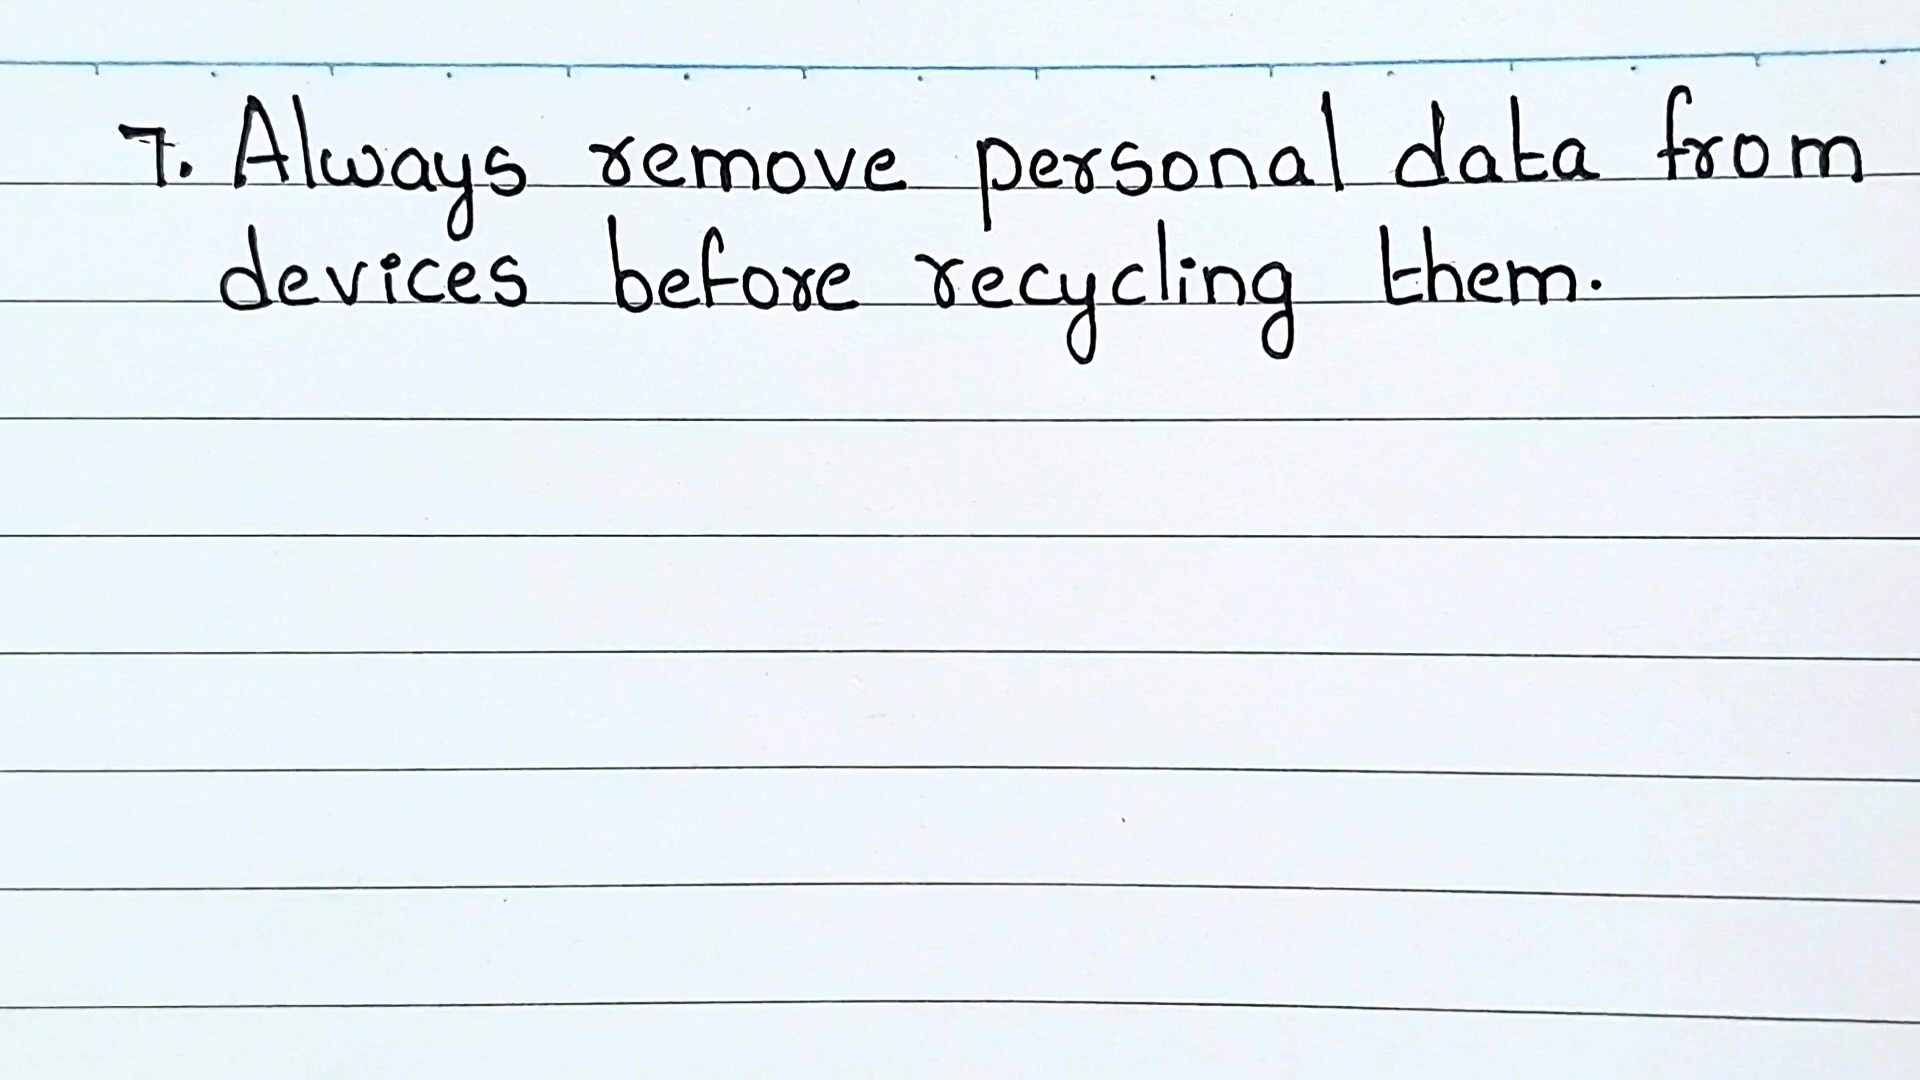 7. Always remove personal data from
devices before recycling them.